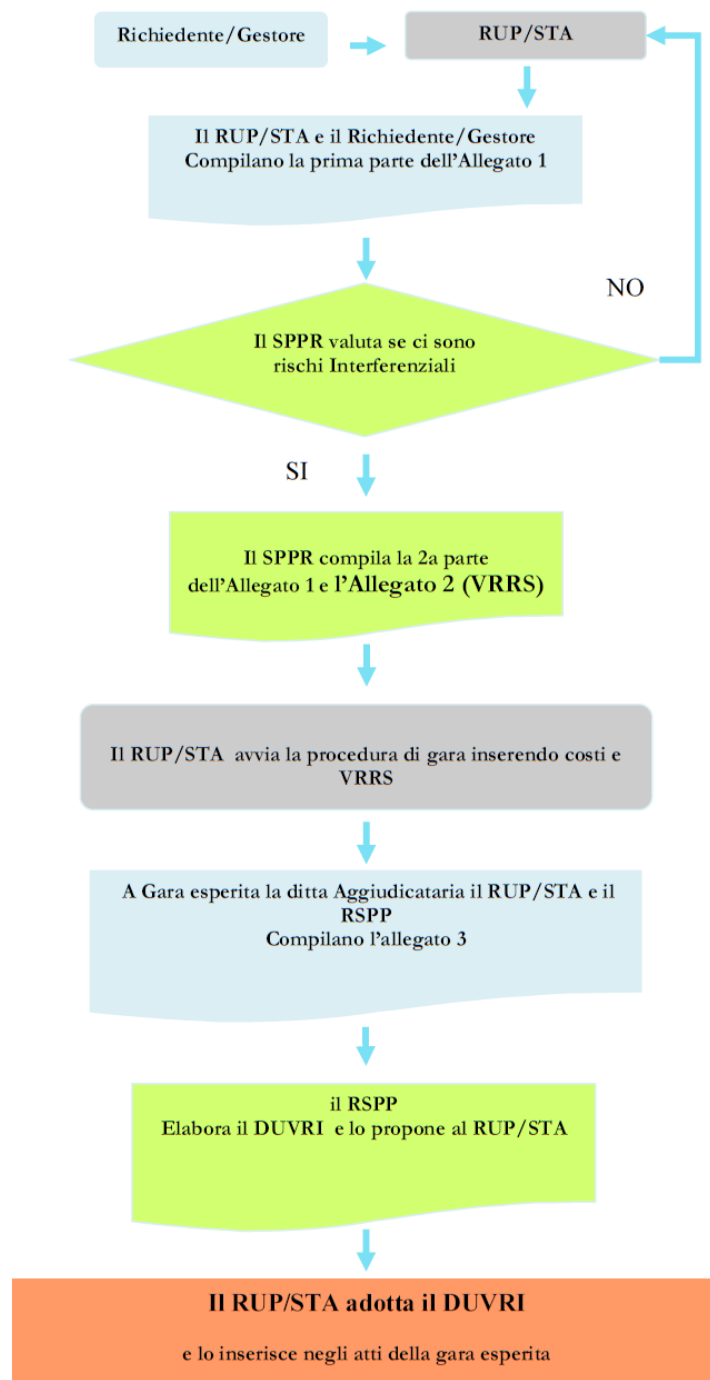 Richiedente/Gestore
RUP/STA
Il RUP/STA e il Richiedente/Gestore
Compilano la prima parte dell'Allegato 1
NO
Il SPPR valuta se ci sono
rischi Interferenziali
SI
Il SPPR compila la 2a parte
dell'Allegato 1 e l'Allegato 2 (VRRS)
Il RUP/STA avvia la procedura di gara inserendo costi e
VRRS
A Gara esperita la ditta Aggiudicataria il RUP/STA e il
RSPP
Compilano l'allegato 3
il RSPP
Elabora il DUVRI e lo propone al RUP/STA
Il RUP/STA adotta il DUVRI
e lo inserisce negli atti della gara esperita